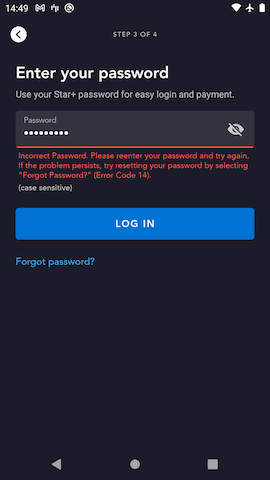 14:49
STEP 3 OF 4
Enter your password
Use your Star+ password for easy login and payment.
Password
•••••••••
Incorrect Password. Please reenter your password and try again.
If the problem persists, try resetting your password by selecting
"Forgot Password?" (Error Code 14).
(case sensitive)
LOG IN
Forgot password?